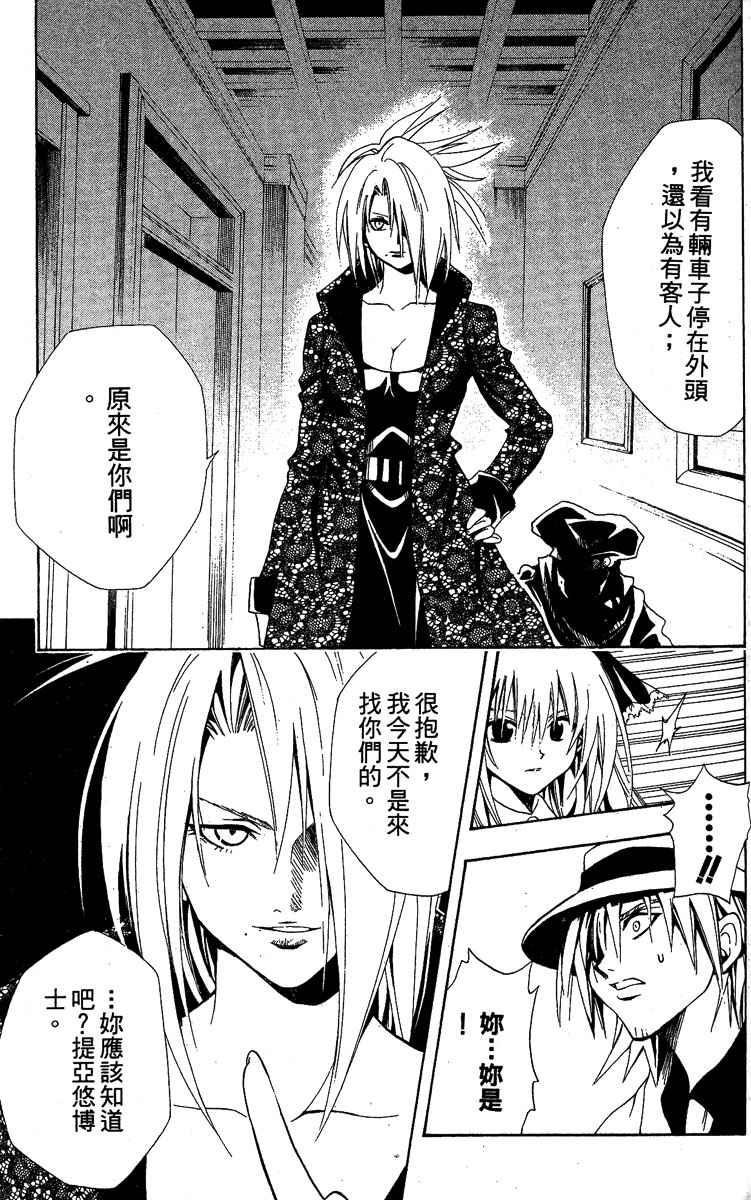 我看有輛車子停在外頭
，還以為有客人；
原來是你們啊
。
……!!
妳…妳是
！
很抱歉，
我今天不是來
找你們的。
…妳應該知道
吧？提亞悠博
士。